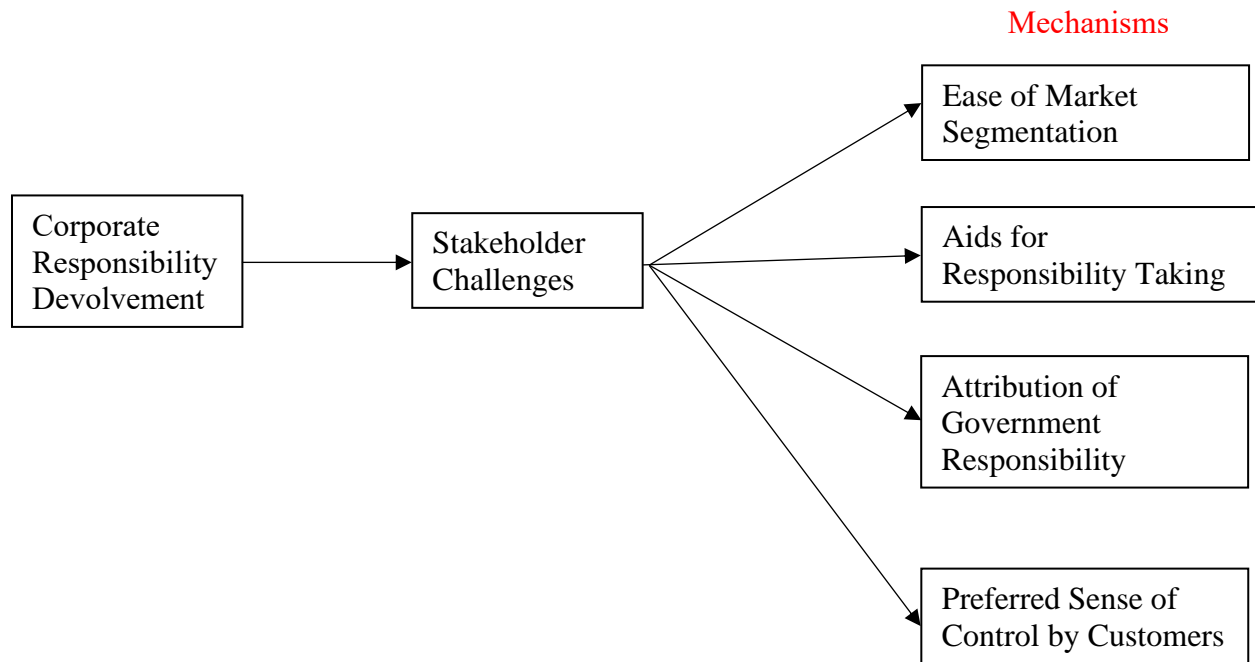 Mechanisms
Ease of Market
Segmentation
Corporate
Responsibility
Devolvement
Stakeholder
Challenges
Aids for
Responsibility Taking
Attribution of
Government
Responsibility
Preferred Sense of
Control by Customers